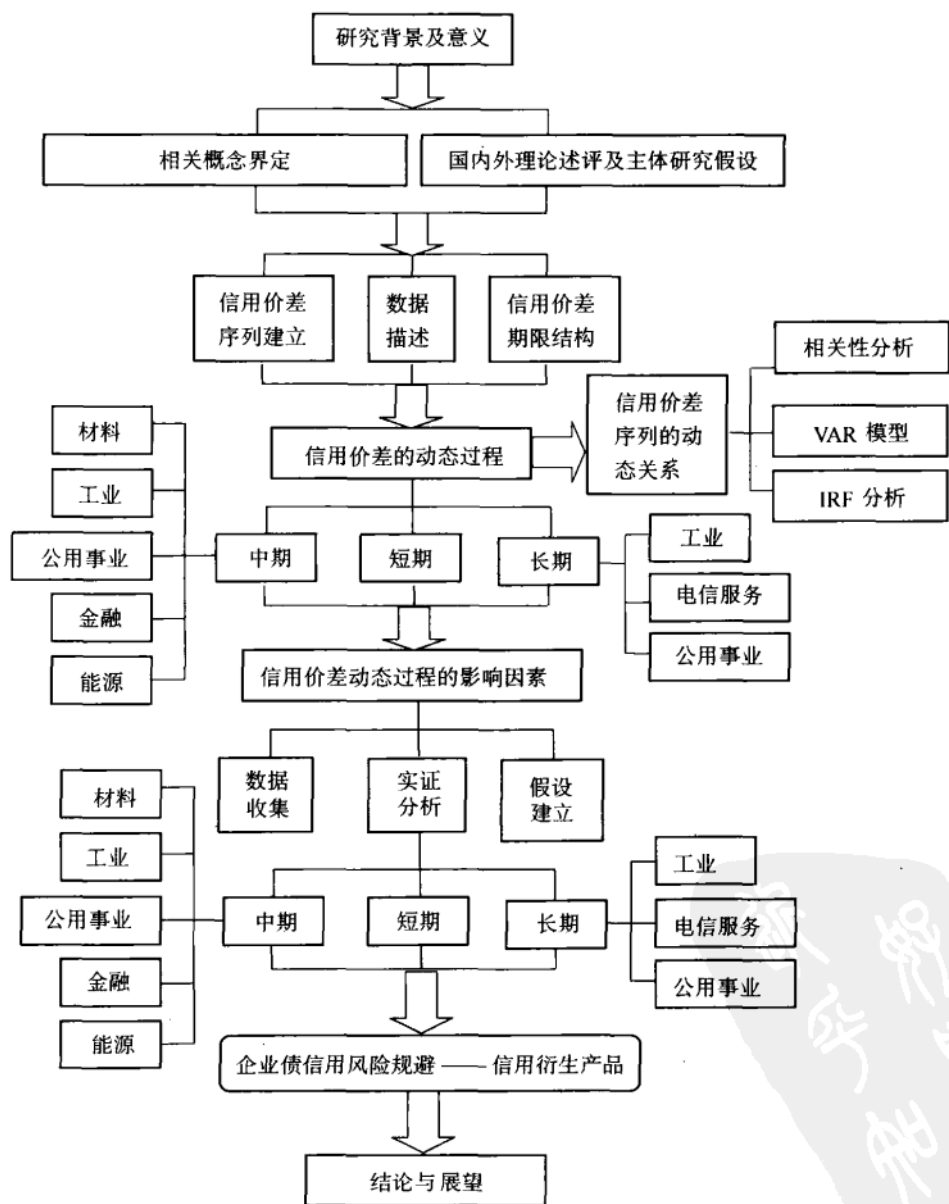 研究背景及意义
相关概念界定
国内外理论述评及主体研究假设
信用价差
序列建立
数据
描述
信用价差
期限结构
信用价差的动态过程
信用价差
序列的动
态关系
相关性分析
VAR 模型
IRF 分析
材料
工业
公用事业
金融
能源
中期
短期
长期
工业
电信服务
公用事业
信用价差动态过程的影响因素
数据
收集
实证
分析
假设
建立
材料
工业
公用事业
金融
能源
中期
短期
长期
工业
电信服务
公用事业
企业债信用风险规避 —— 信用衍生产品
结论与展望